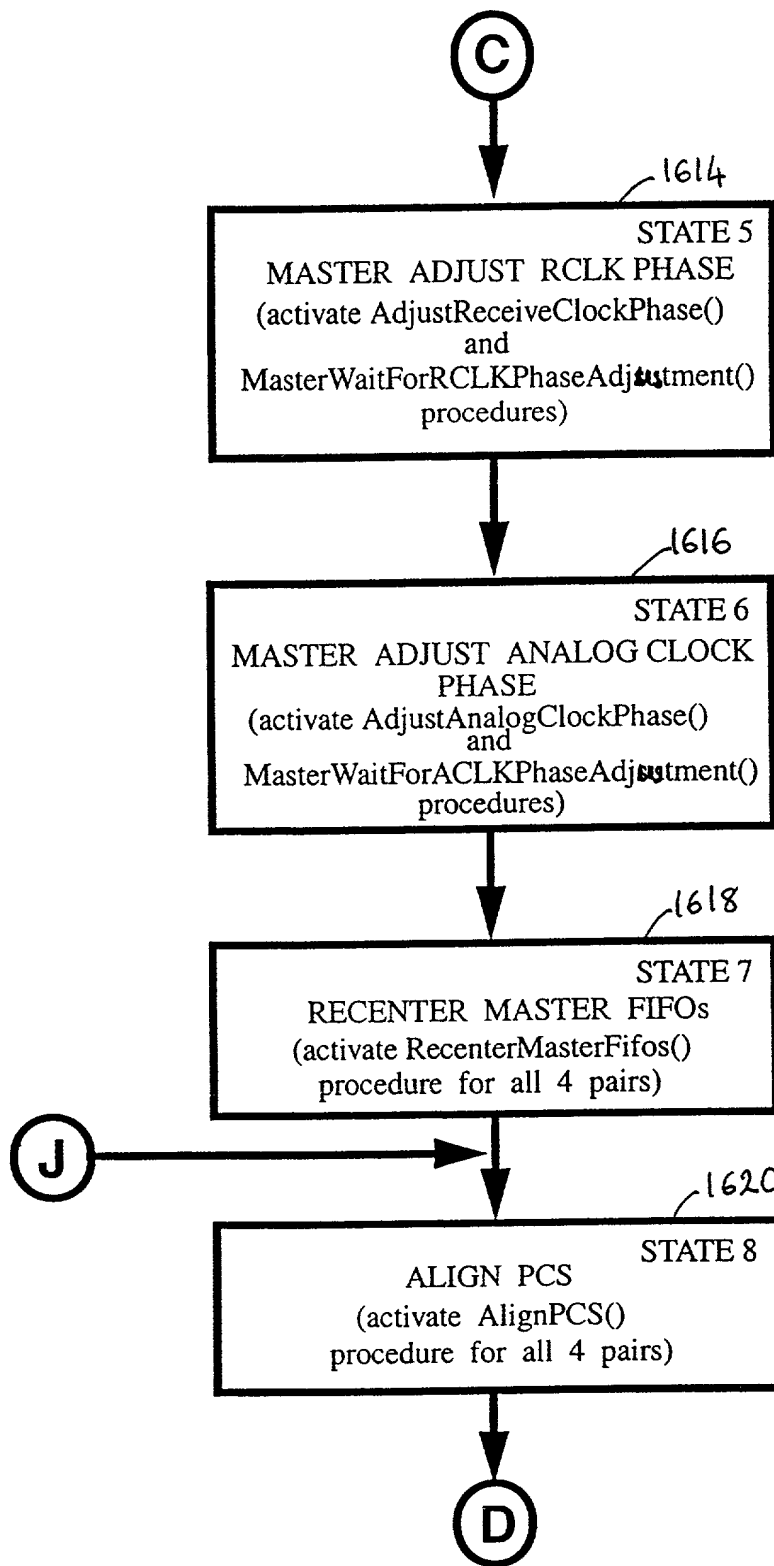 C
1614
STATE 5
MASTER ADJUST RCLK PHASE
(activate AdjustReceiveClockPhase()
and
MasterWaitForRCLKPhaseAdjustment()
procedures)
1616
STATE 6
MASTER ADJUST ANALOG CLOCK
PHASE
(activate AdjustAnalogClockPhase()
and
MasterWaitForACLKPhaseAdjustment()
procedures)
1618
STATE 7
RECENTER MASTER FIFOs
(activate RecenterMasterFifos()
procedure for all 4 pairs)
J
1620
STATE 8
ALIGN PCS
(activate AlignPCS()
procedure for all 4 pairs)
D